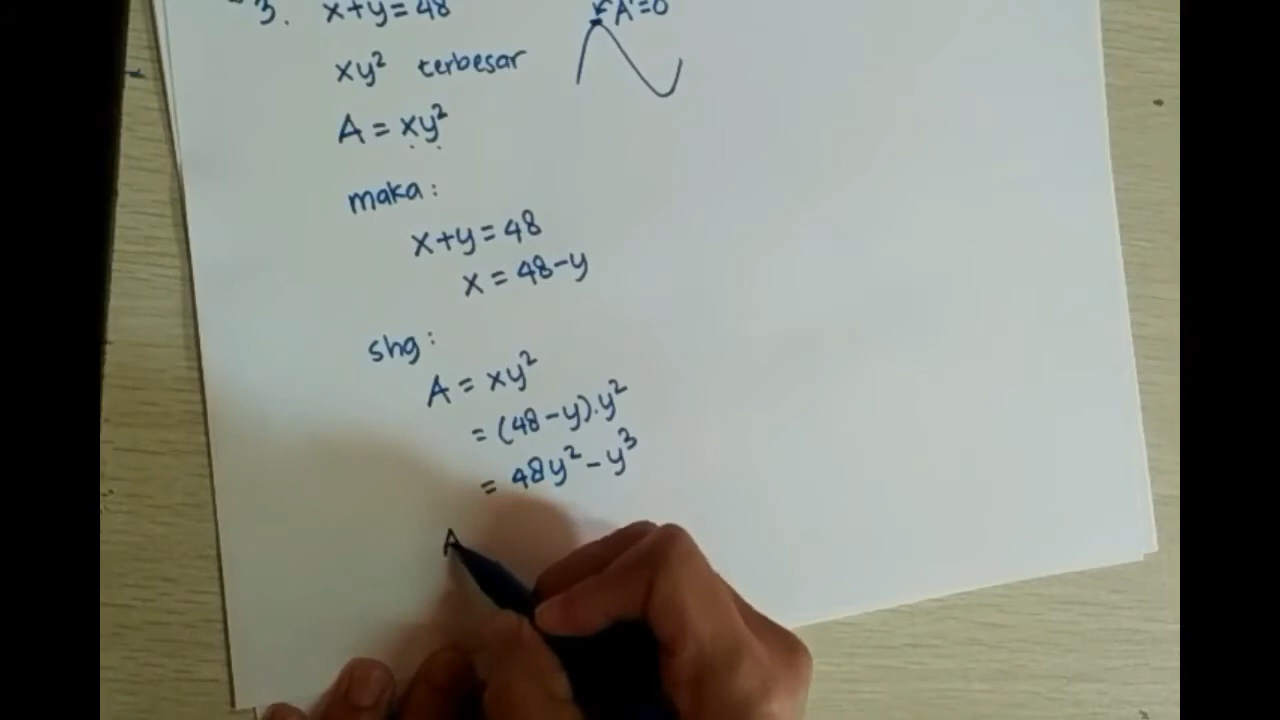 3. x+y=48
A'=0
xy² terbesar
A = xy²
maka:
x+y=48
x = 48-y
shg:
A = xy²
= (48-y).y²
= 48y² - y³
A